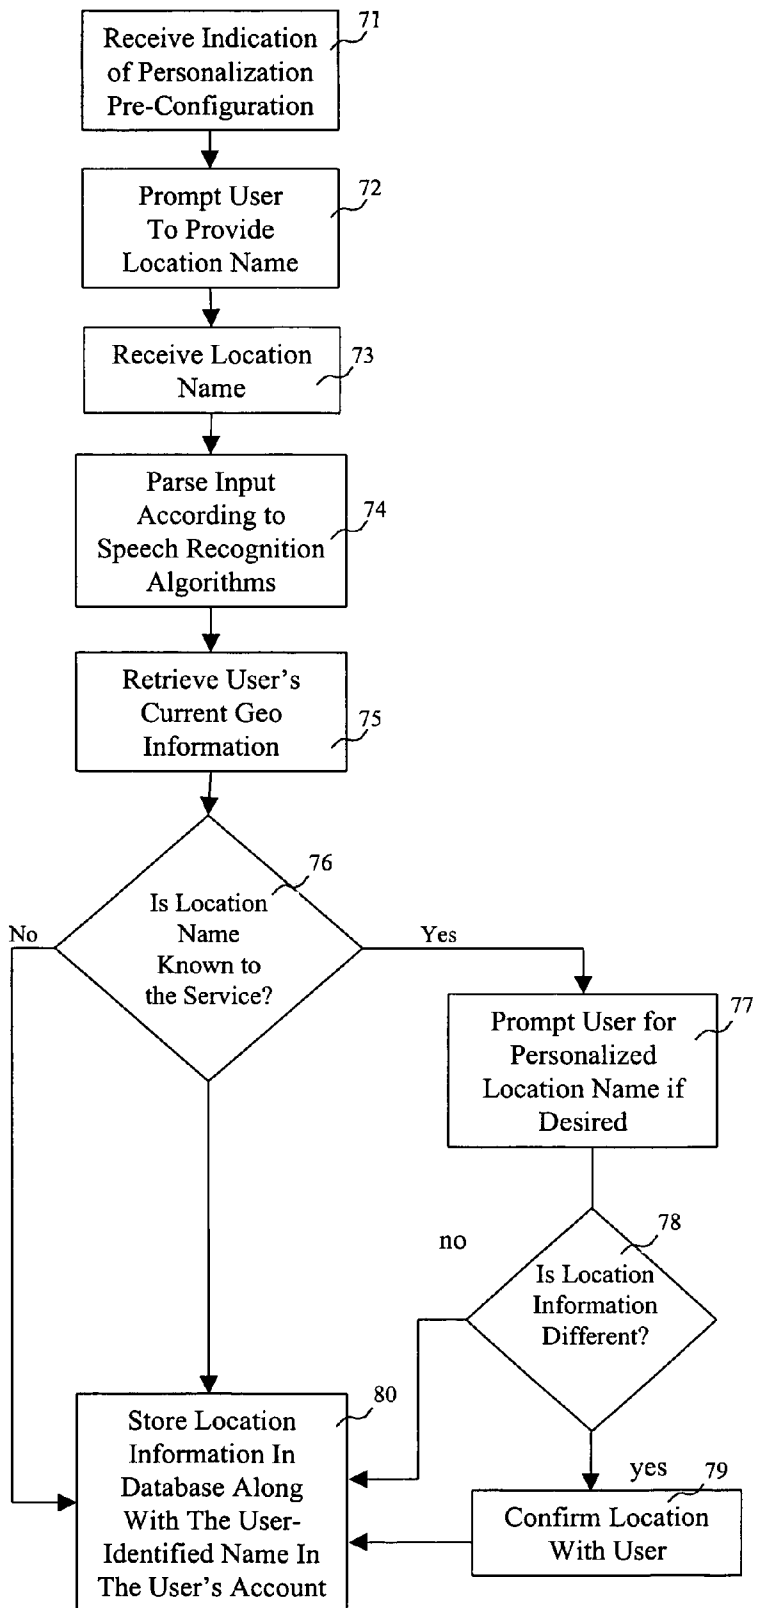 71
Receive Indication
of Personalization
Pre-Configuration
72
Prompt User
To Provide
Location Name
73
Receive Location
Name
74
Parse Input
According to
Speech Recognition
Algorithms
75
Retrieve User's
Current Geo
Information
76
Is Location
Name
Known to
the Service?
No
Yes
77
Prompt User for
Personalized
Location Name if
Desired
78
Is Location
Information
Different?
no
yes
79
Confirm Location
With User
80
Store Location
Information In
Database Along
With The User-
Identified Name In
The User's Account